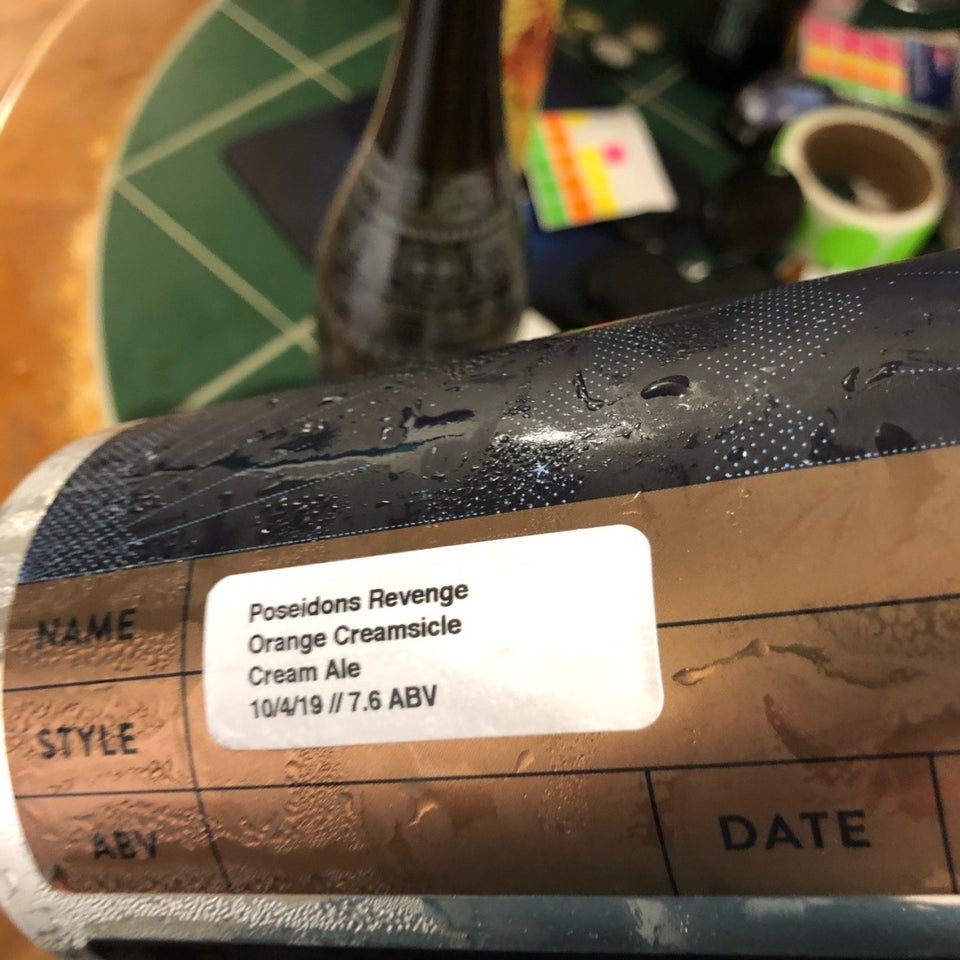 NAME
Poseidons Revenge
Orange Creamsicle
Cream Ale
10/4/19 // 7.6 ABV
STYLE
ABV
DATE